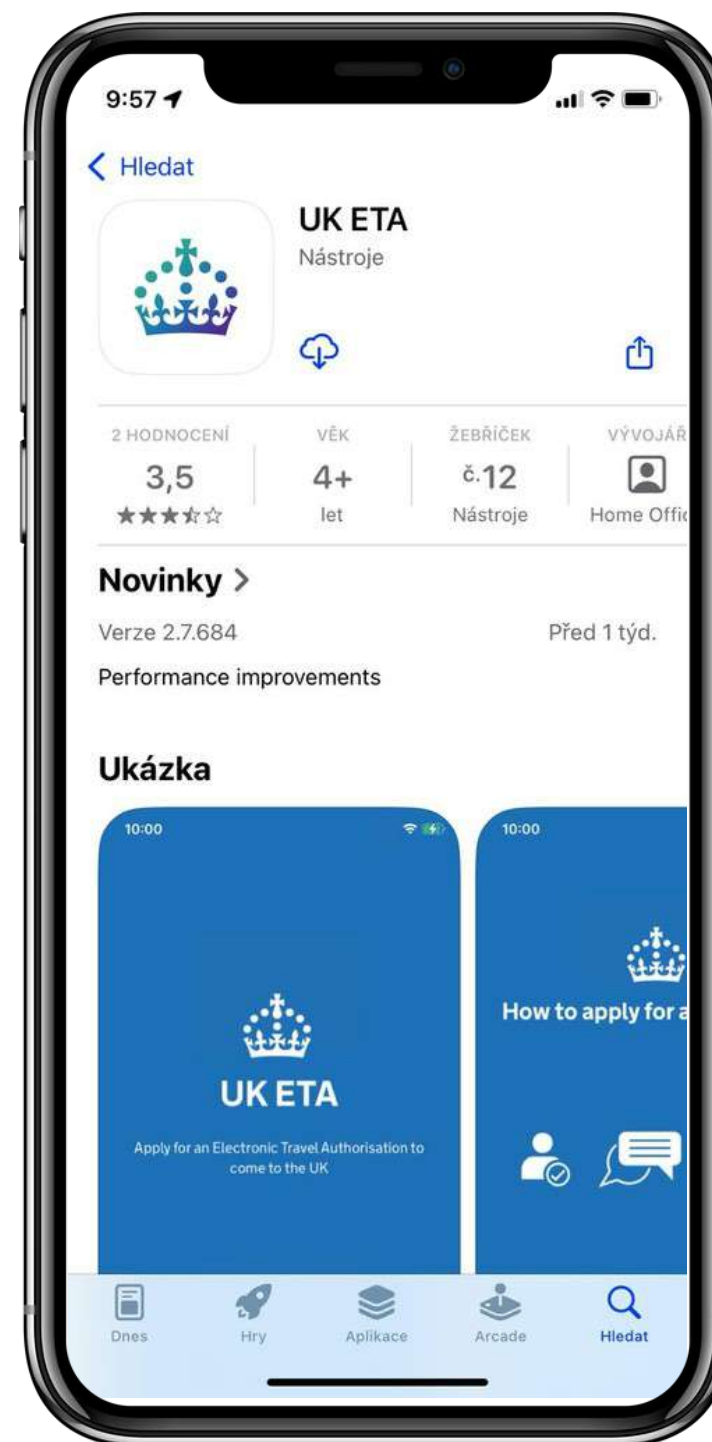 9:57
Hledat
UK ETA
Nástroje
2 HODNOCENÍ
VĚK
ŽEBŘÍČEK
VÝVOJÁŘ
3,5
4+
č.12
let
Nástroje
Home Offic
Novinky >
Verze 2.7.684
Před 1 týd.
Performance improvements
Ukázka
10:00
10:00
UK ETA
Apply for an Electronic Travel Authorisation to
come to the UK
How to apply for a
Dnes
Hry
Aplikace
Arcade
Hledat